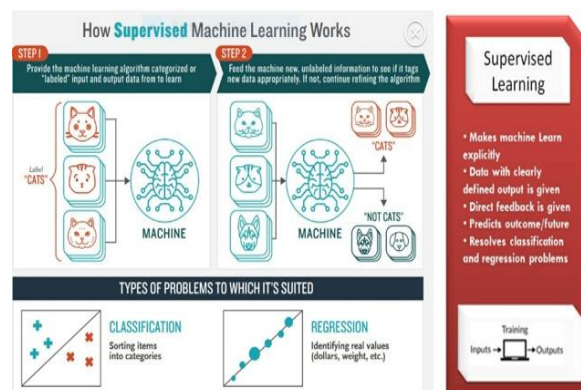 How Supervised Machine Learning Works
STEP 1
Provide the machine learning algorithm categorized or
"labeled" input and output data from to learn
Label
"CATS"
MACHINE
STEP 2
Feed the machine new, unlabeled information to see if it tags
new data appropriately. If not, continue refining the algorithm
MACHINE
"CATS"
"NOT CATS"
TYPES OF PROBLEMS TO WHICH IT'S SUITED
CLASSIFICATION
Sorting items
into categories
REGRESSION
Identifying real values
(dollars, weight, etc.)
Supervised
Learning
• Makes machine Learn
explicitly
• Data with clearly
defined output is given
• Direct feedback is given
• Predicts outcome/future
• Resolves classification
and regression problems
Training
Inputs
Outputs